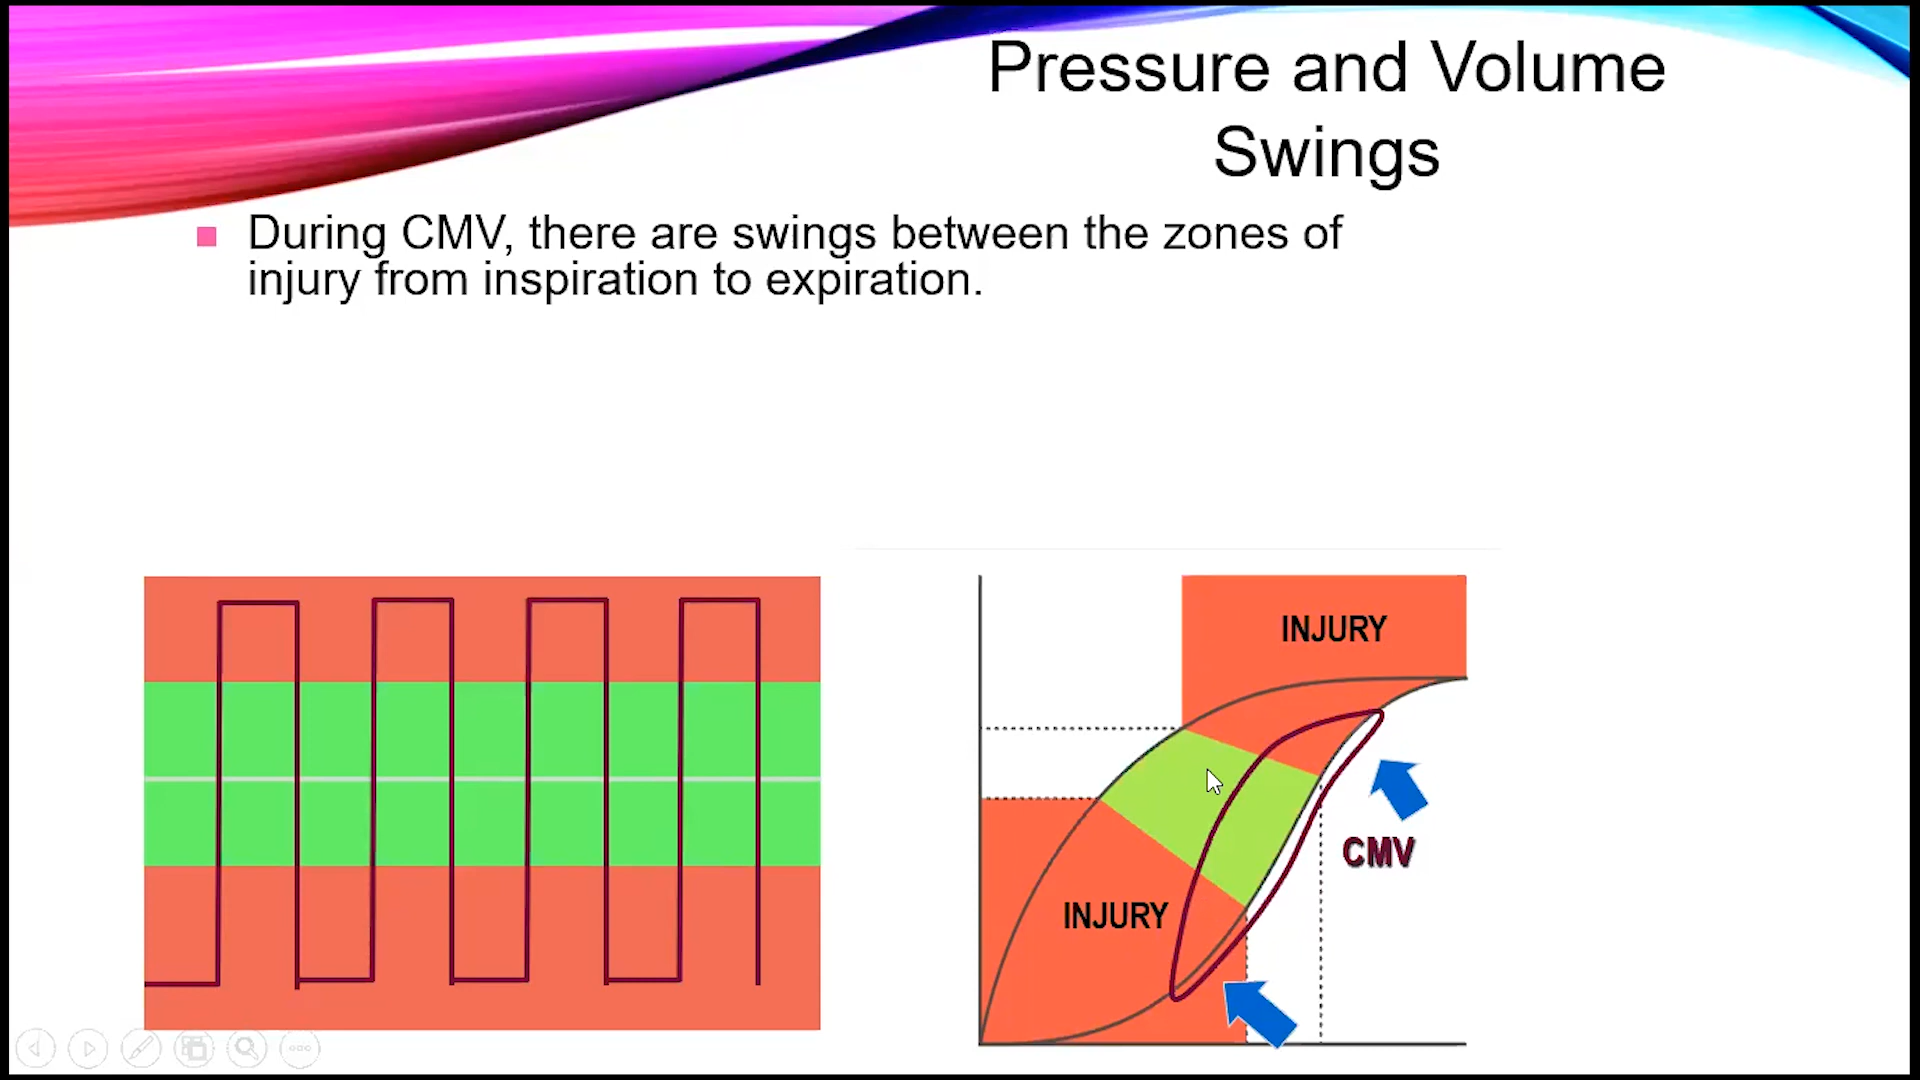 Pressure and Volume
Swings
During CMV, there are swings between the zones of
injury from inspiration to expiration.
INJURY
CMV
INJURY